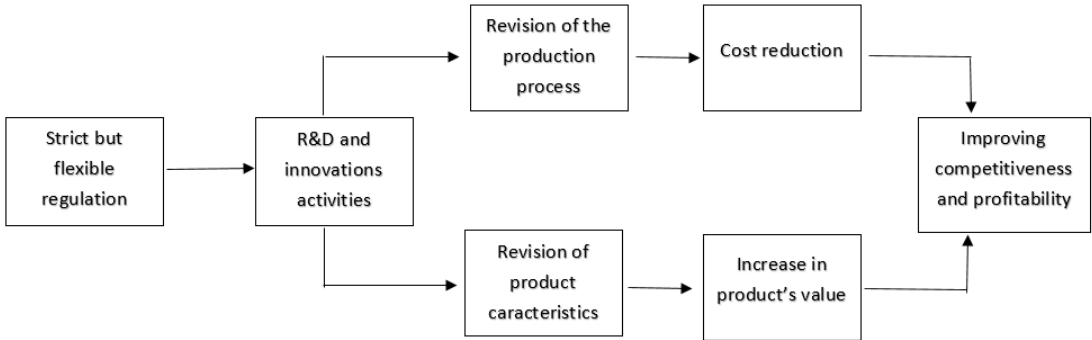 Revision of the
production
process
Cost reduction
Strict but
flexible
regulation
R&D and
innovations
activities
Improving
competitiveness
and profitability
Revision of
product
caracteristics
Increase in
product’s value